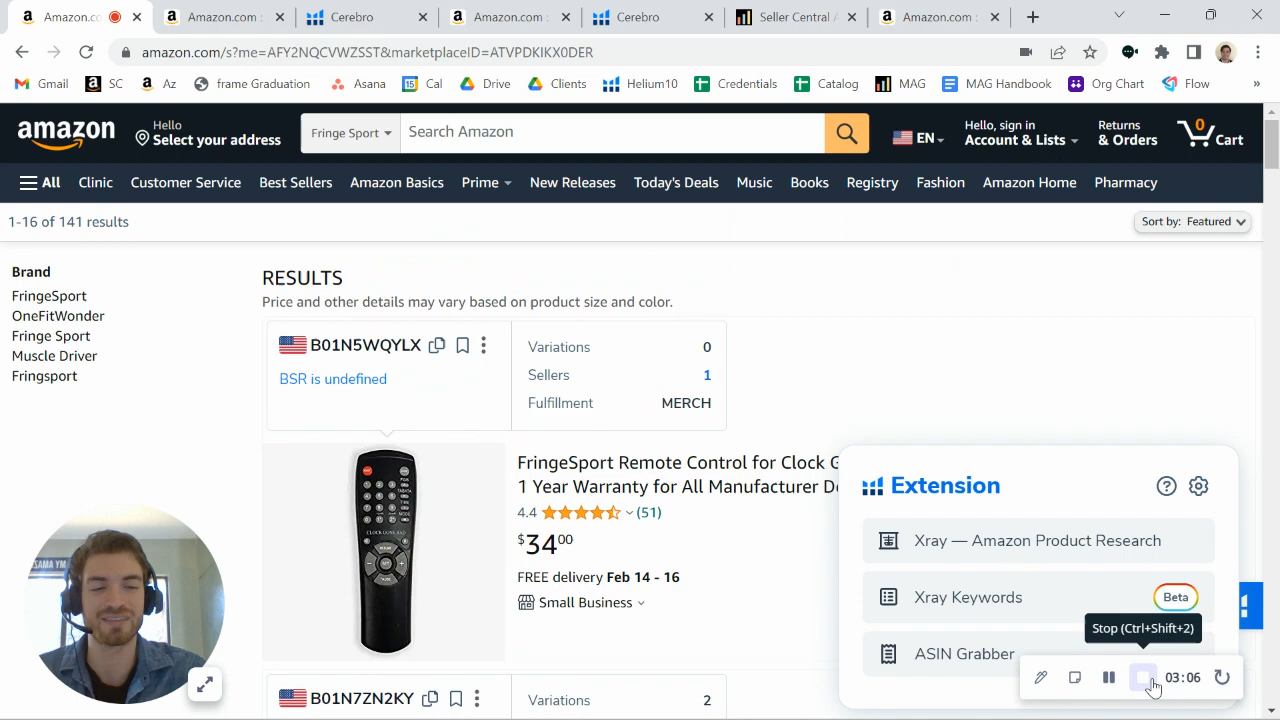 Amazon.co
Amazon.com :
Cerebro
Amazon.com :
Cerebro
Seller Central
Amazon.com :
amazon.com/s?me=AFY2NQCVWZSST&marketplaceID=ATVPDKIKX0DER
Gmail SC Az frame Graduation Asana Cal Drive Clients Helium10 Credentials Catalog MAG MAG Handbook Org Chart Flow »
amazon
Hello
Select your address
Fringe Sport
Search Amazon
EN
Hello, sign in
Account & Lists
Returns
& Orders
0
Cart
All Clinic Customer Service Best Sellers Amazon Basics Prime New Releases Today's Deals Music Books Registry Fashion Amazon Home Pharmacy
1-16 of 141 results
Sort by: Featured
Brand
FringeSport
OneFitWonder
Fringe Sport
Muscle Driver
Fringsport
RESULTS
Price and other details may vary based on product size and color.
B01N5WQYLX
BSR is undefined
Variations 0
Sellers 1
Fulfillment MERCH
FringeSport Remote Control for Clock G
1 Year Warranty for All Manufacturer De
4.4 (51)
$3400
FREE delivery Feb 14 - 16
Small Business
B01N7ZN2KY
Variations 2
Extension
Xray — Amazon Product Research
Xray Keywords Beta
Stop (Ctrl+Shift+2)
ASIN Grabber
03:06